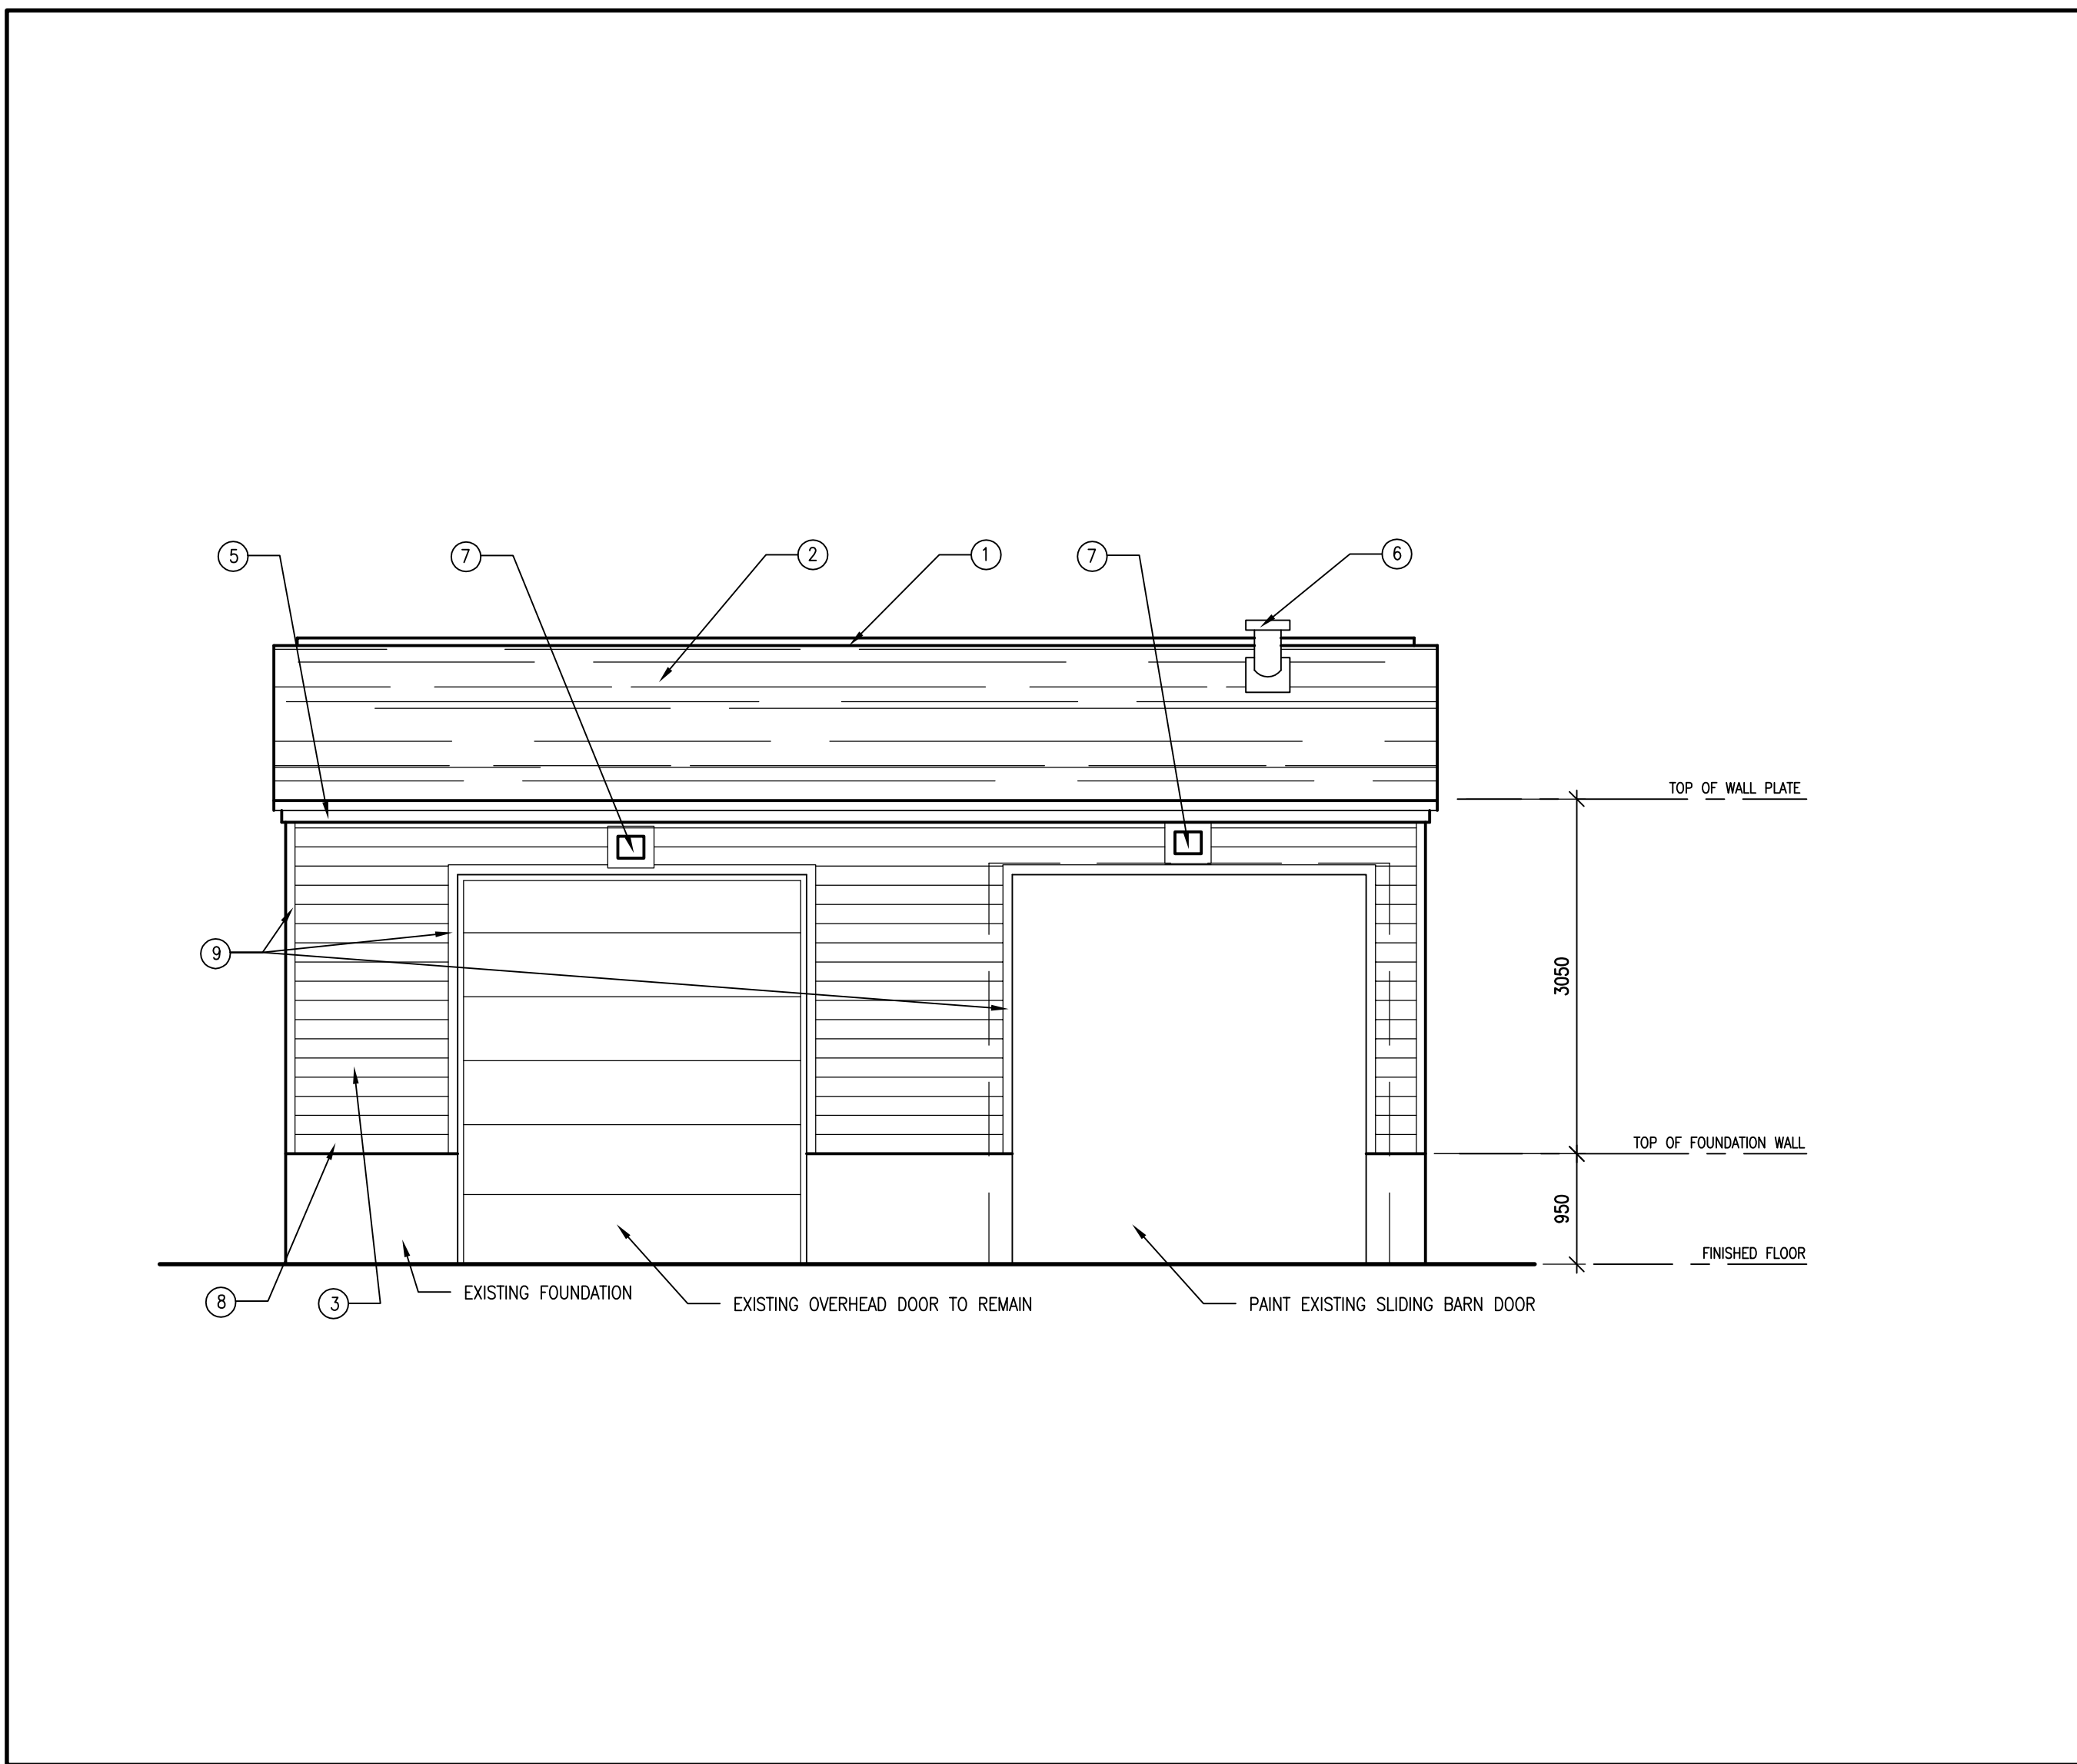 5
7
2
1
7
6
TOP OF WALL PLATE
9
3050
TOP OF FOUNDATION WALL
950
FINISHED FLOOR
8
3
EXISTING FOUNDATION
EXISTING OVERHEAD DOOR TO REMAIN
PAINT EXISTING SLIDING BARN DOOR